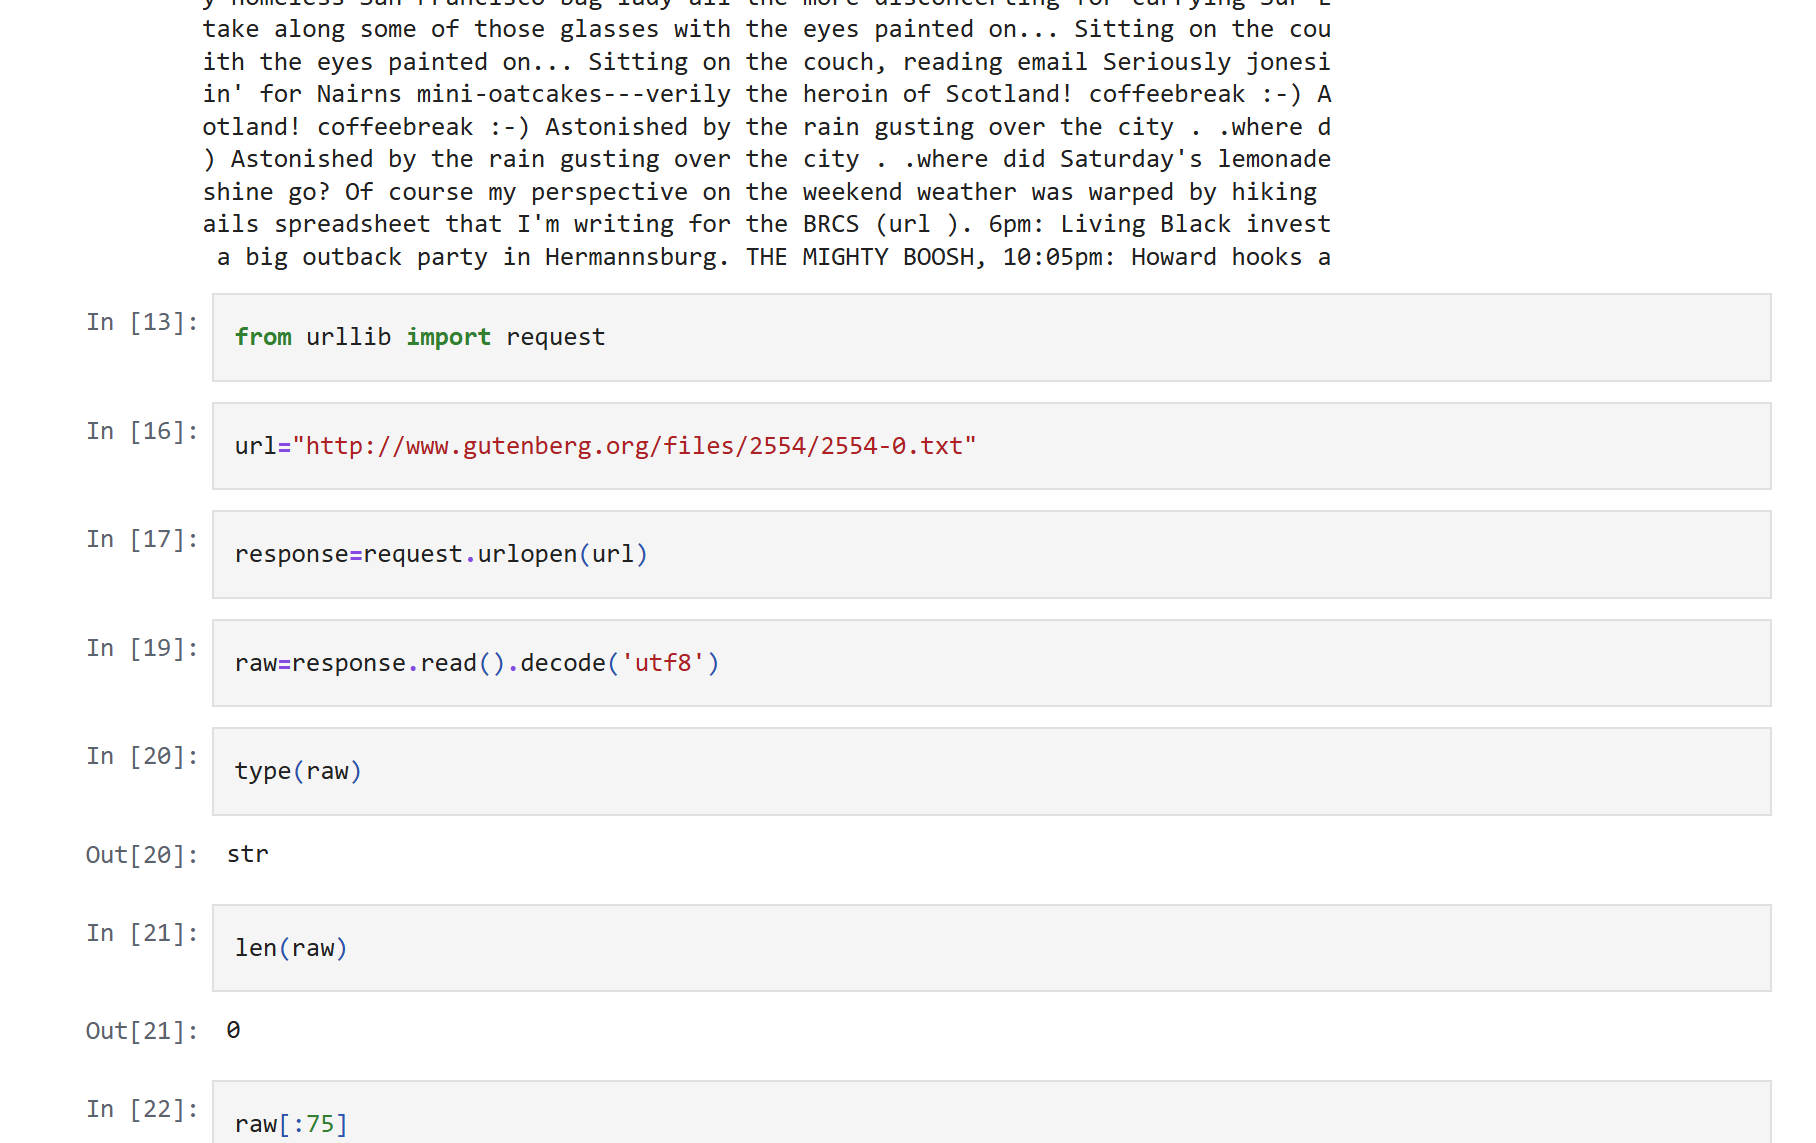 y homeless San Francisco bag lady all the more disconcerting for carrying Sur L
take along some of those glasses with the eyes painted on... Sitting on the cou
ith the eyes painted on... Sitting on the couch, reading email Seriously jonesi
in' for Nairns mini-oatcakes---verily the heroin of Scotland! coffeebreak :-) A
otland! coffeebreak :-) Astonished by the rain gusting over the city . .where d
) Astonished by the rain gusting over the city . .where did Saturday's lemonade
shine go? Of course my perspective on the weekend weather was warped by hiking
ails spreadsheet that I'm writing for the BRCS (url ). 6pm: Living Black invest
a big outback party in Hermannsburg. THE MIGHTY BOOSH, 10:05pm: Howard hooks a
In [13]: from urllib import request
In [16]: url="http://www.gutenberg.org/files/2554/2554-0.txt"
In [17]: response=request.urlopen(url)
In [19]: raw=response.read().decode('utf8')
In [20]: type(raw)
Out[20]: str
In [21]: len(raw)
Out[21]: 0
In [22]: raw[:75]